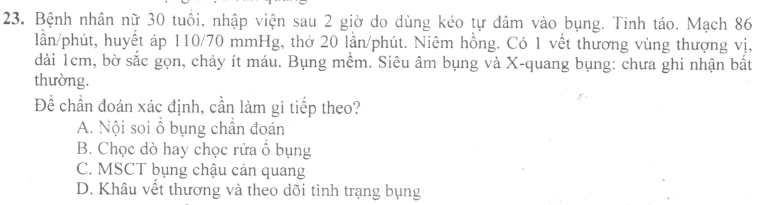 23. Bệnh nhân nữ 30 tuổi, nhập viện sau 2 giờ do dùng kéo tự đâm vào bụng. Tỉnh táo. Mạch 86
lần/phút, huyết áp 110/70 mmHg, thở 20 lần/phút. Niêm hồng. Có 1 vết thương vùng thượng vị,
dài 1cm, bờ sắc gọn, chảy ít máu. Bụng mềm. Siêu âm bụng và X-quang bụng: chưa ghi nhận bất
thường.
Để chẩn đoán xác định, cần làm gì tiếp theo?
A. Nội soi ổ bụng chẩn đoán
B. Chọc dò hay chọc rửa ổ bụng
C. MSCT bụng chậu cản quang
D. Khâu vết thương và theo dõi tình trạng bụng